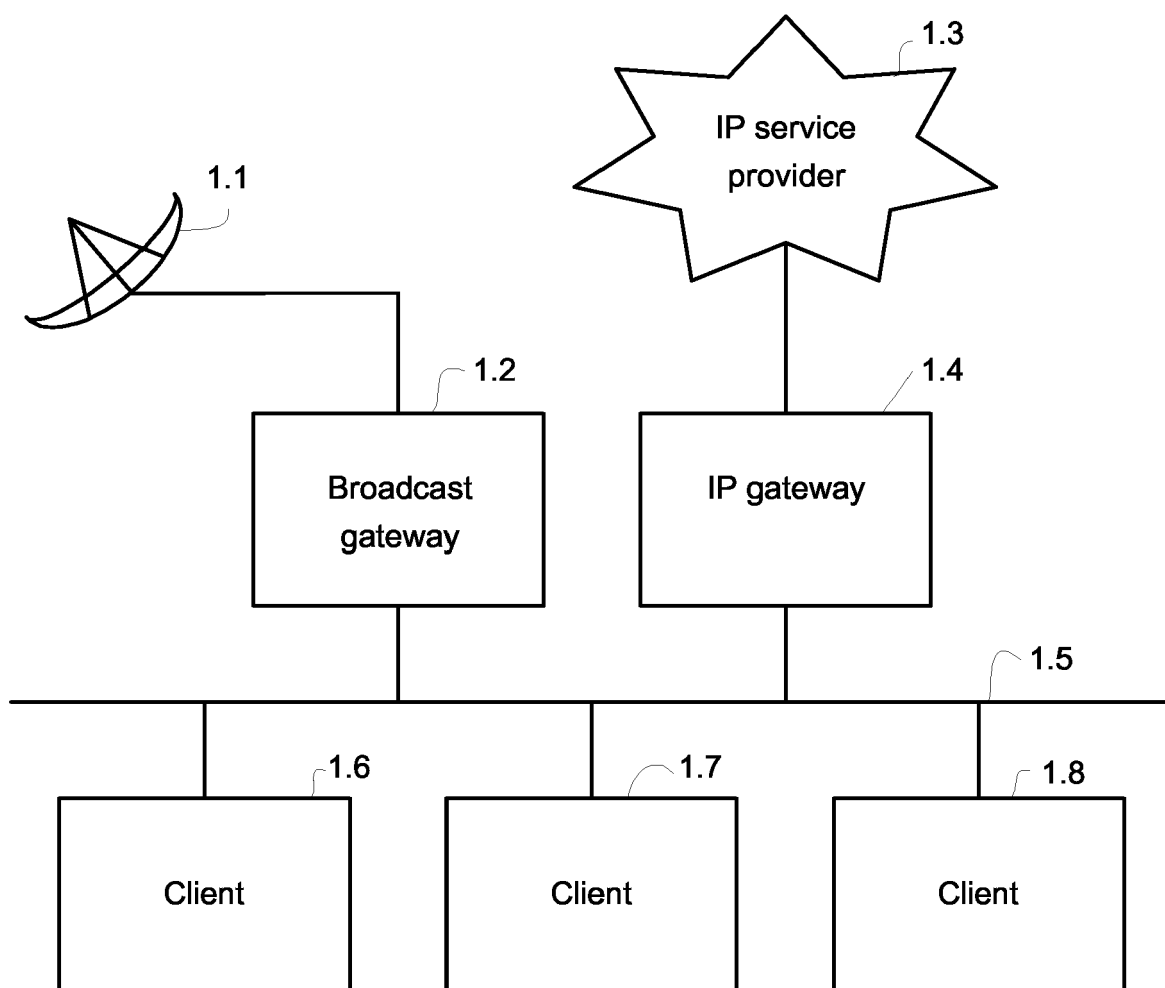 1.3
IP service
provider
1.1
1.2
1.4
Broadcast
gateway
IP gateway
1.5
1.6
1.7
1.8
Client
Client
Client